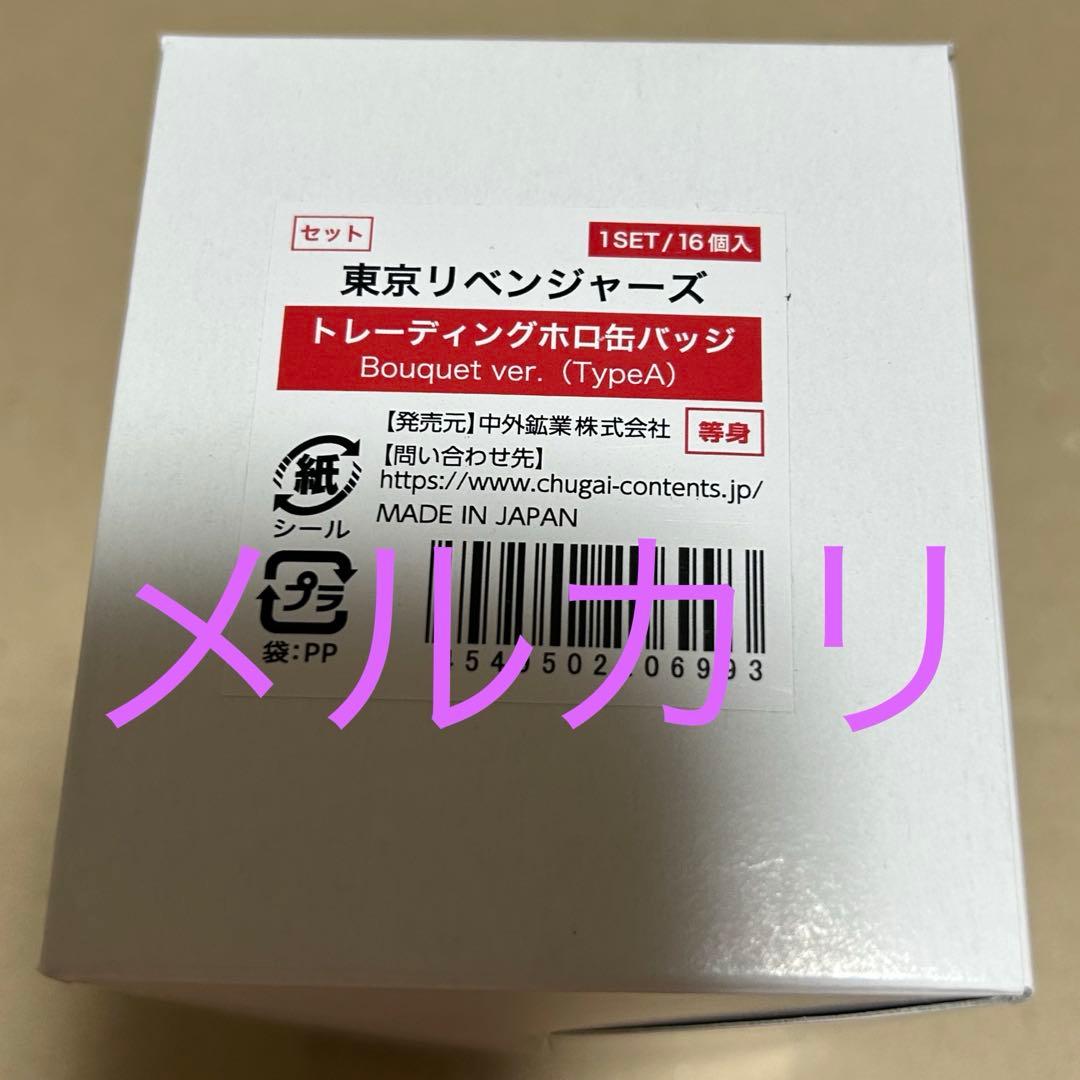 セット
1SET/16個入
東京リベンジャーズ
トレーディングホロ缶バッジ
Bouquet ver.（TypeA）
【発売元】中外鉱業株式会社
等身
【問い合わせ先】
https://www.chugai-contents.jp/
MADE IN JAPAN
紙
シール
プラ
袋:PP
メルカリ